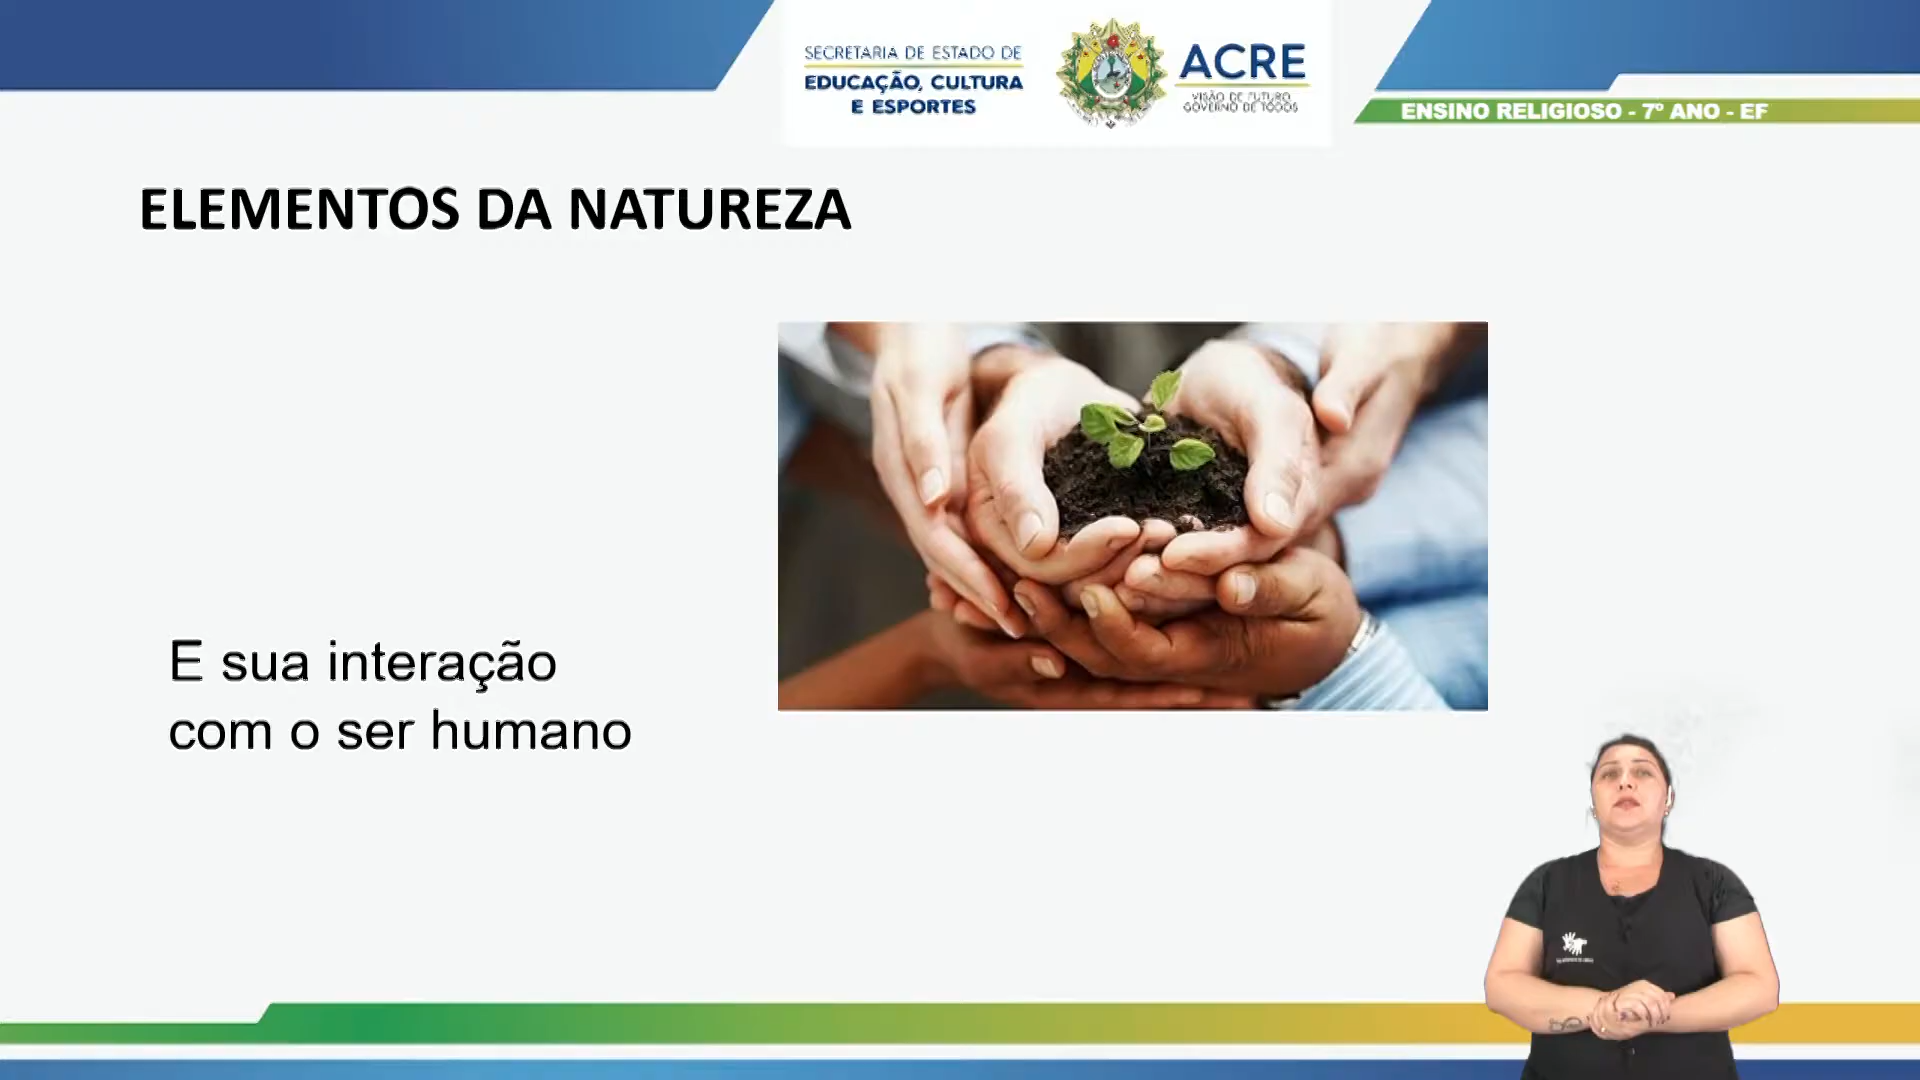 SECRETARIA DE ESTADO DE
EDUCAÇÃO, CULTURA
E ESPORTES
ACRE
VISÃO DE FUTURO
GOVERNO DE TODOS
ENSINO RELIGIOSO - 7º ANO - EF
ELEMENTOS DA NATUREZA
E sua interação
com o ser humano